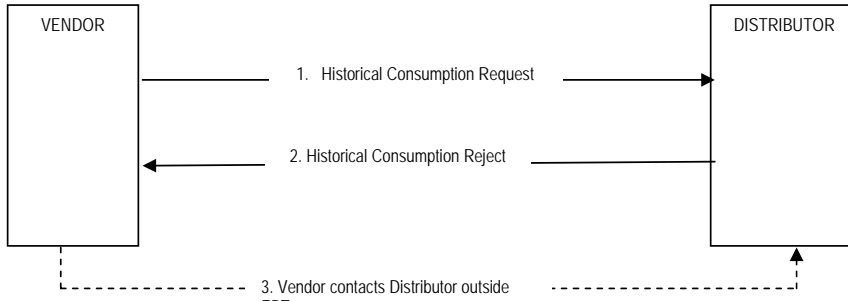 VENDOR
DISTRIBUTOR
1. Historical Consumption Request
2. Historical Consumption Reject
3. Vendor contacts Distributor outside